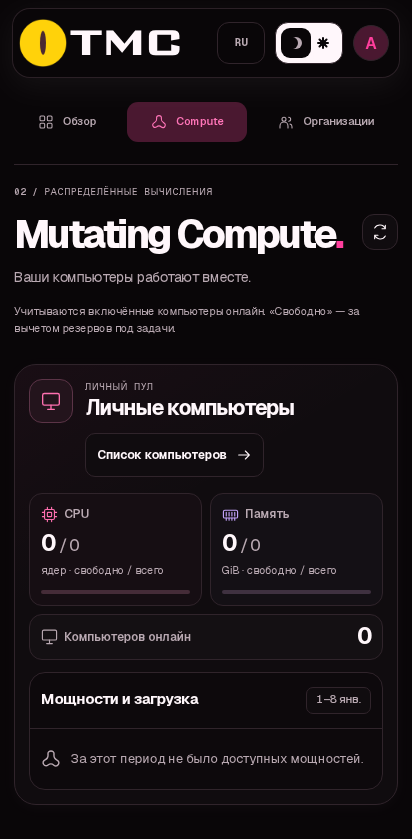 TMC
RU
A
Обзор
Compute
Организации
02 / РАСПРЕДЕЛЁННЫЕ ВЫЧИСЛЕНИЯ
Mutating Compute.
Ваши компьютеры работают вместе.
Учитываются включённые компьютеры онлайн. «Свободно» — за
вычетом резервов под задачи.
ЛИЧНЫЙ ПУЛ
Личные компьютеры
Список компьютеров
CPU
0 / 0
ядер · свободно / всего
Память
0 / 0
GiB · свободно / всего
Компьютеров онлайн
0
Мощности и загрузка
1–8 янв.
За этот период не было доступных мощностей.